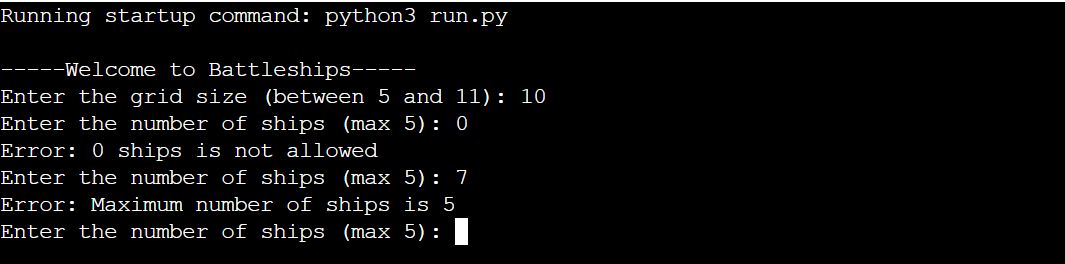 Running startup command: python3 run.py
-----Welcome to Battleships-----
Enter the grid size (between 5 and 11): 10
Enter the number of ships (max 5): 0
Error: 0 ships is not allowed
Enter the number of ships (max 5): 7
Error: Maximum number of ships is 5
Enter the number of ships (max 5):